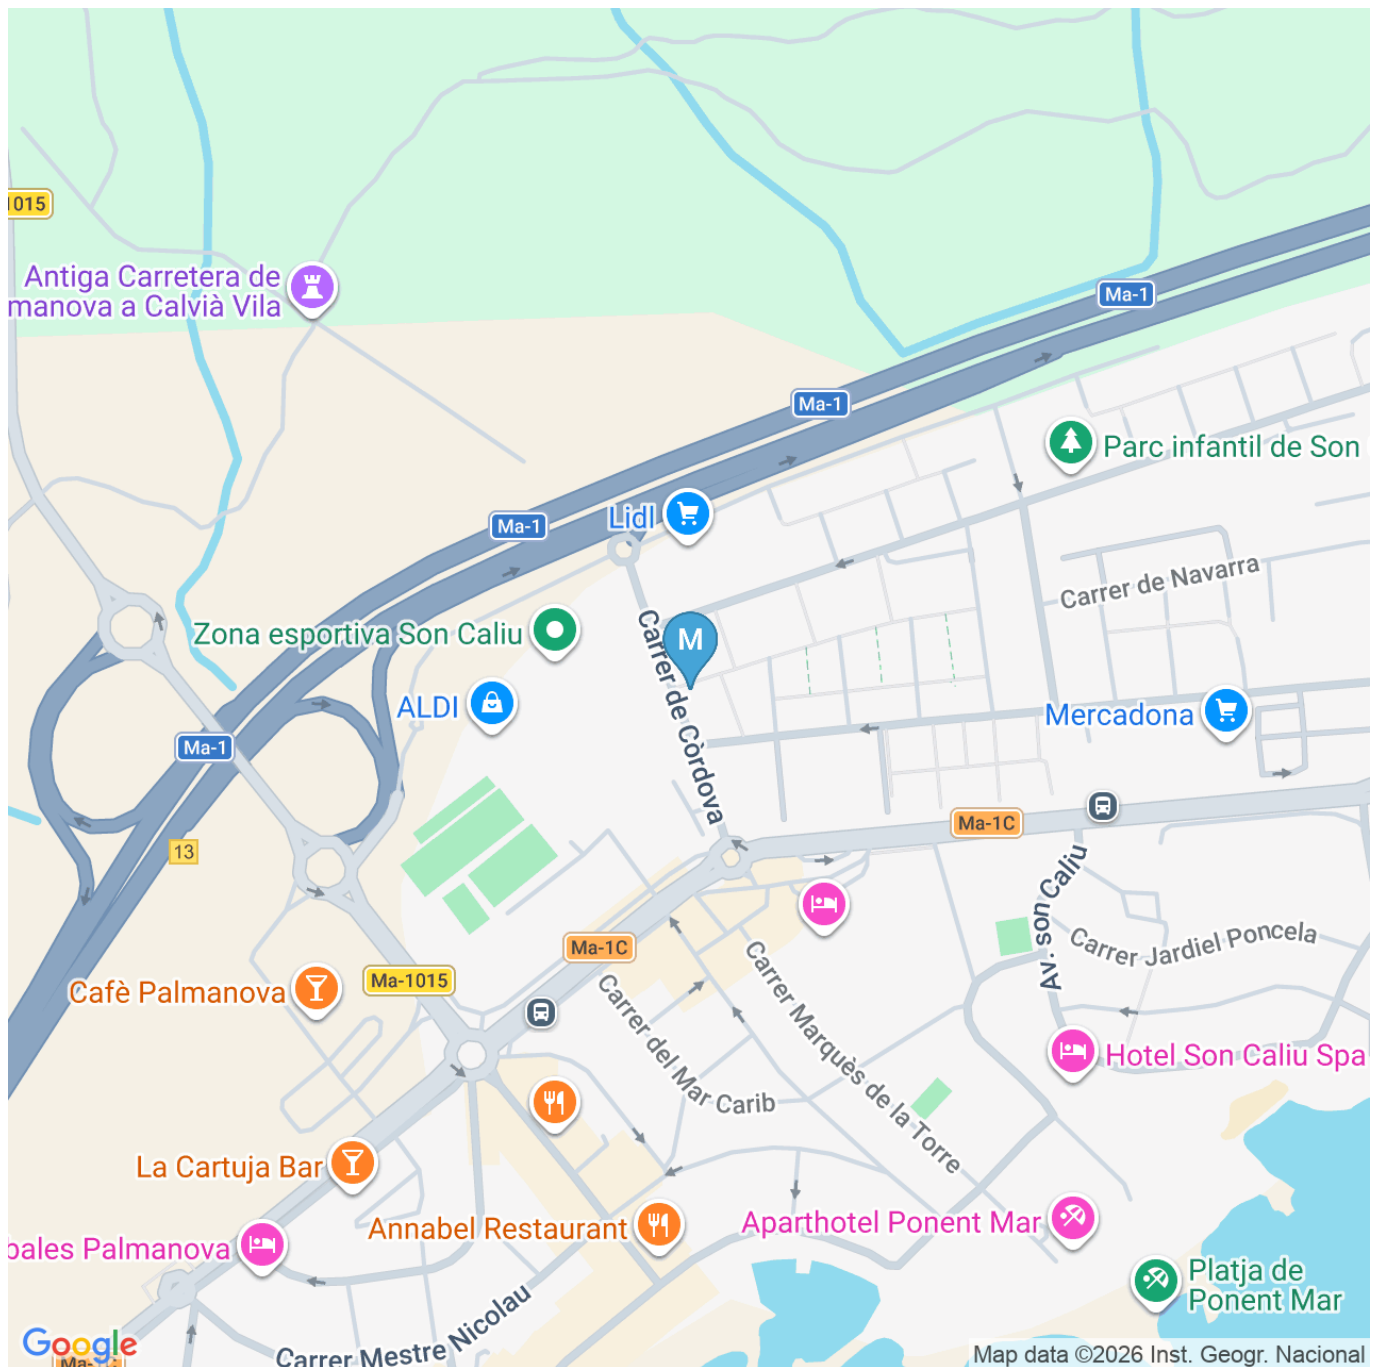 1015
Antiga Carretera de
manova a Calvià Vila
Ma-1
Ma-1
Parc infantil de Son
Lidl
Ma-1
Carrer de Navarra
Zona esportiva Son Caliu
M
Carrer de Còrdova
ALDI
Mercadona
Ma-1
Ma-1C
13
Av. son Caliu
Carrer Jardiel Poncela
Ma-1C
Ma-1015
Cafè Palmanova
Carrer del Mar Carib
Carrer Marquès de la Torre
Hotel Son Caliu Spa
La Cartuja Bar
Annabel Restaurant
Aparthotel Ponent Mar
bales Palmanova
Platja de
Ponent Mar
Carrer Mestre Nicolau
Google
Ma-1C
Map data ©2026 Inst. Geogr. Nacional